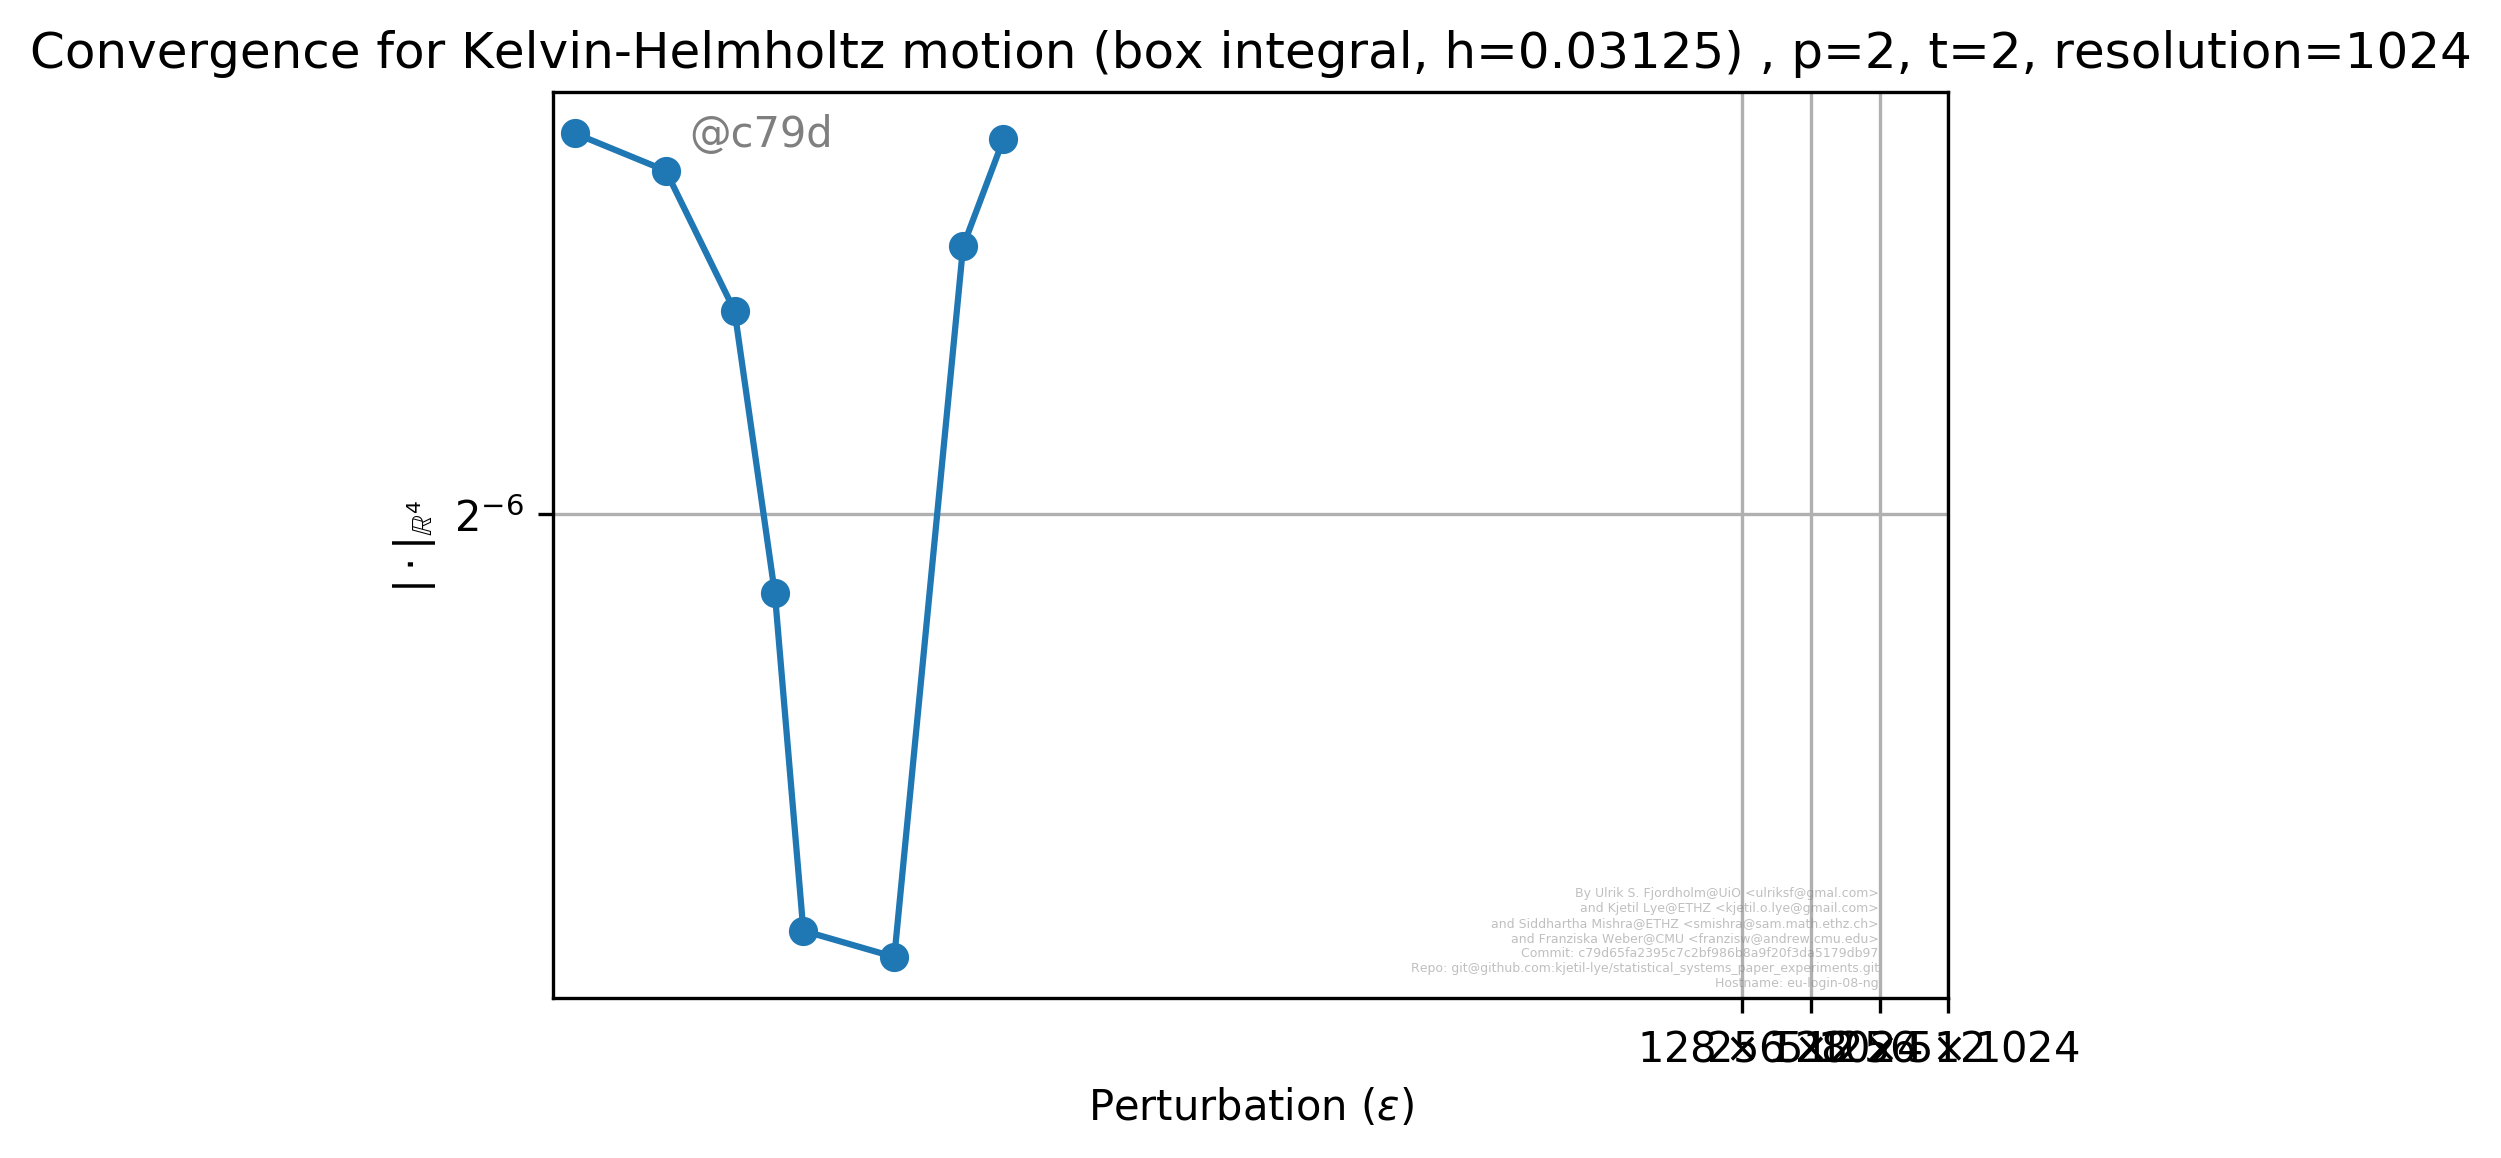 Convergence for Kelvin-Helmholtz motion (box integral, h=0.03125) , p=2, t=2, resolution=1024
@c79d
|·|ℝ⁴
2⁻⁶
By Ulrik S. Fjordholm@UiO <ulriksf@gmal.com>
and Kjetil Lye@ETHZ <kjetil.o.lye@gmail.com>
and Siddhartha Mishra@ETHZ <smishra@sam.math.ethz.ch>
and Franziska Weber@CMU <franzisw@andrew.cmu.edu>
Commit: c79d65fa2395c7c2bf986b8a9f20f3da5179db97
Repo: git@github.com:kjetil-lye/statistical_systems_paper_experiments.git
Hostname: eu-login-08-ng
128 × 128 256 × 256 512 × 512 1024 × 1024
Perturbation (ε)